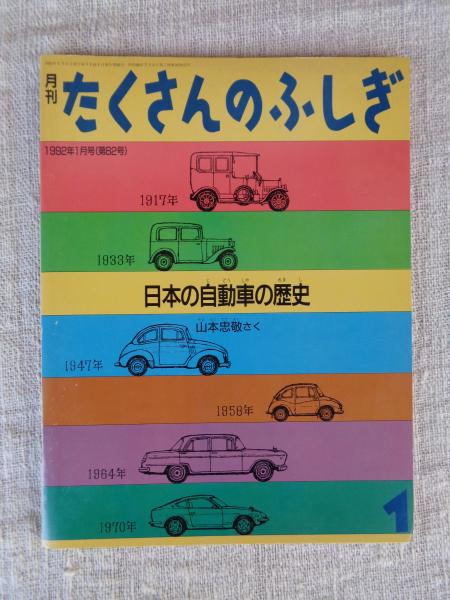 月刊
たくさんのふしぎ
1992年1月号(第82号)
1917年
1933年
日本の自動車の歴史
山本忠敬さく
1947年
1958年
1964年
1970年
1